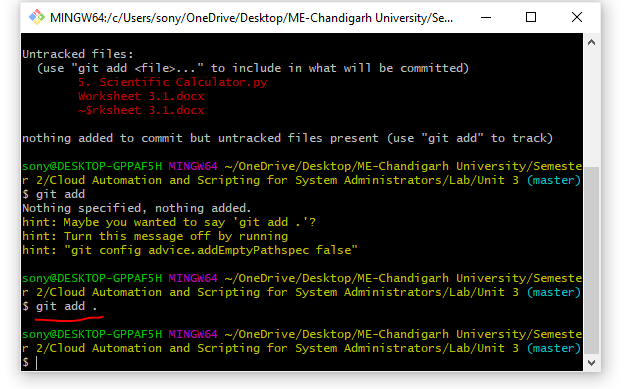 MINGW64:/c/Users/sony/OneDrive/Desktop/ME-Chandigarh University/Se...
Untracked files:
  (use "git add <file>..." to include in what will be committed)
        5. Scientific Calculator.py
        Worksheet 3.1.docx
        ~$rksheet 3.1.docx
nothing added to commit but untracked files present (use "git add" to track)
sony@DESKTOP-GPPAF5H MINGW64 ~/OneDrive/Desktop/ME-Chandigarh University/Semeste
r 2/Cloud Automation and Scripting for System Administrators/Lab/Unit 3 (master)
$ git add
Nothing specified, nothing added.
hint: Maybe you wanted to say 'git add .'?
hint: Turn this message off by running
hint: "git config advice.addEmptyPathspec false"
sony@DESKTOP-GPPAF5H MINGW64 ~/OneDrive/Desktop/ME-Chandigarh University/Semeste
r 2/Cloud Automation and Scripting for System Administrators/Lab/Unit 3 (master)
$ git add .
sony@DESKTOP-GPPAF5H MINGW64 ~/OneDrive/Desktop/ME-Chandigarh University/Semeste
r 2/Cloud Automation and Scripting for System Administrators/Lab/Unit 3 (master)
$